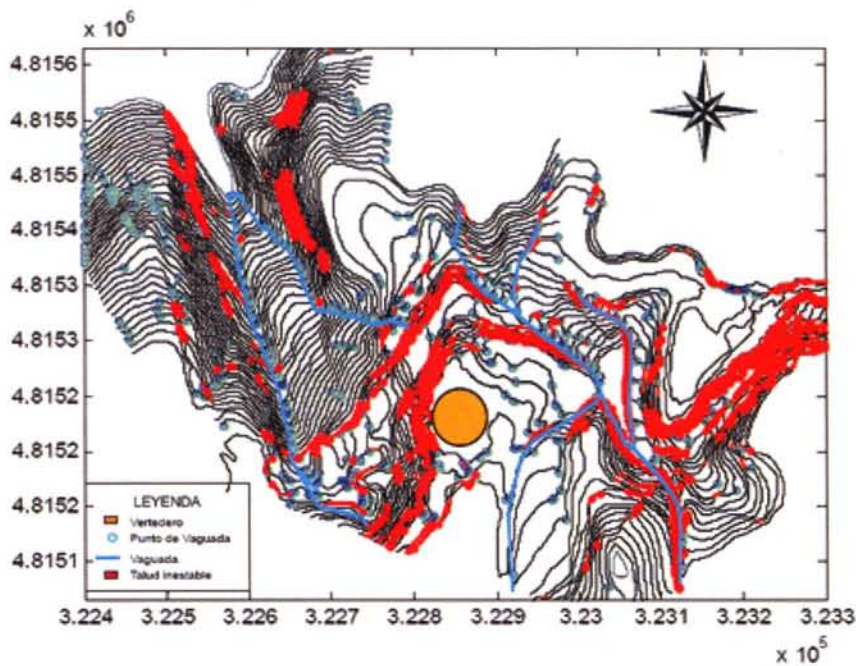 x 10⁶
4.8156
4.8155
4.8155
4.8154
4.8153
4.8153
4.8152
4.8152
4.8152
4.8151
LEYENDA
Vertedero
Punto de Vaguada
Vaguada
Talud Inestable
3.224 3.225 3.226 3.227 3.228 3.229 3.23 3.231 3.232 3.233
x 10⁵